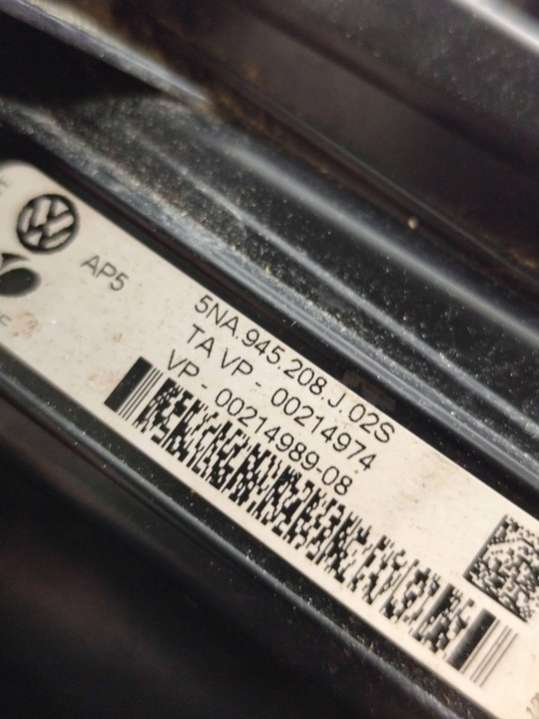 AP5
5NA.945.208.J.02S
TA VP - 00214974
VP - 00214989-08